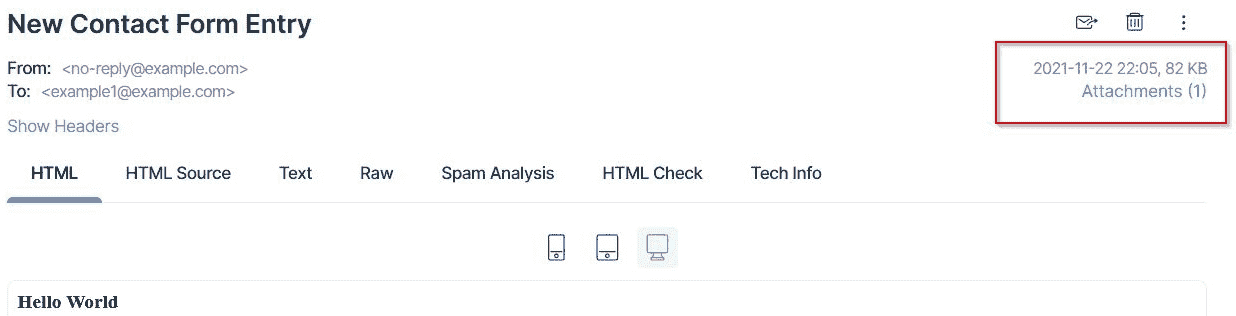 New Contact Form Entry
From: <no-reply@example.com>
2021-11-22 22:05, 82 KB
To: <example1@example.com>
Attachments (1)
Show Headers
HTML HTML Source Text Raw Spam Analysis HTML Check Tech Info
Hello World